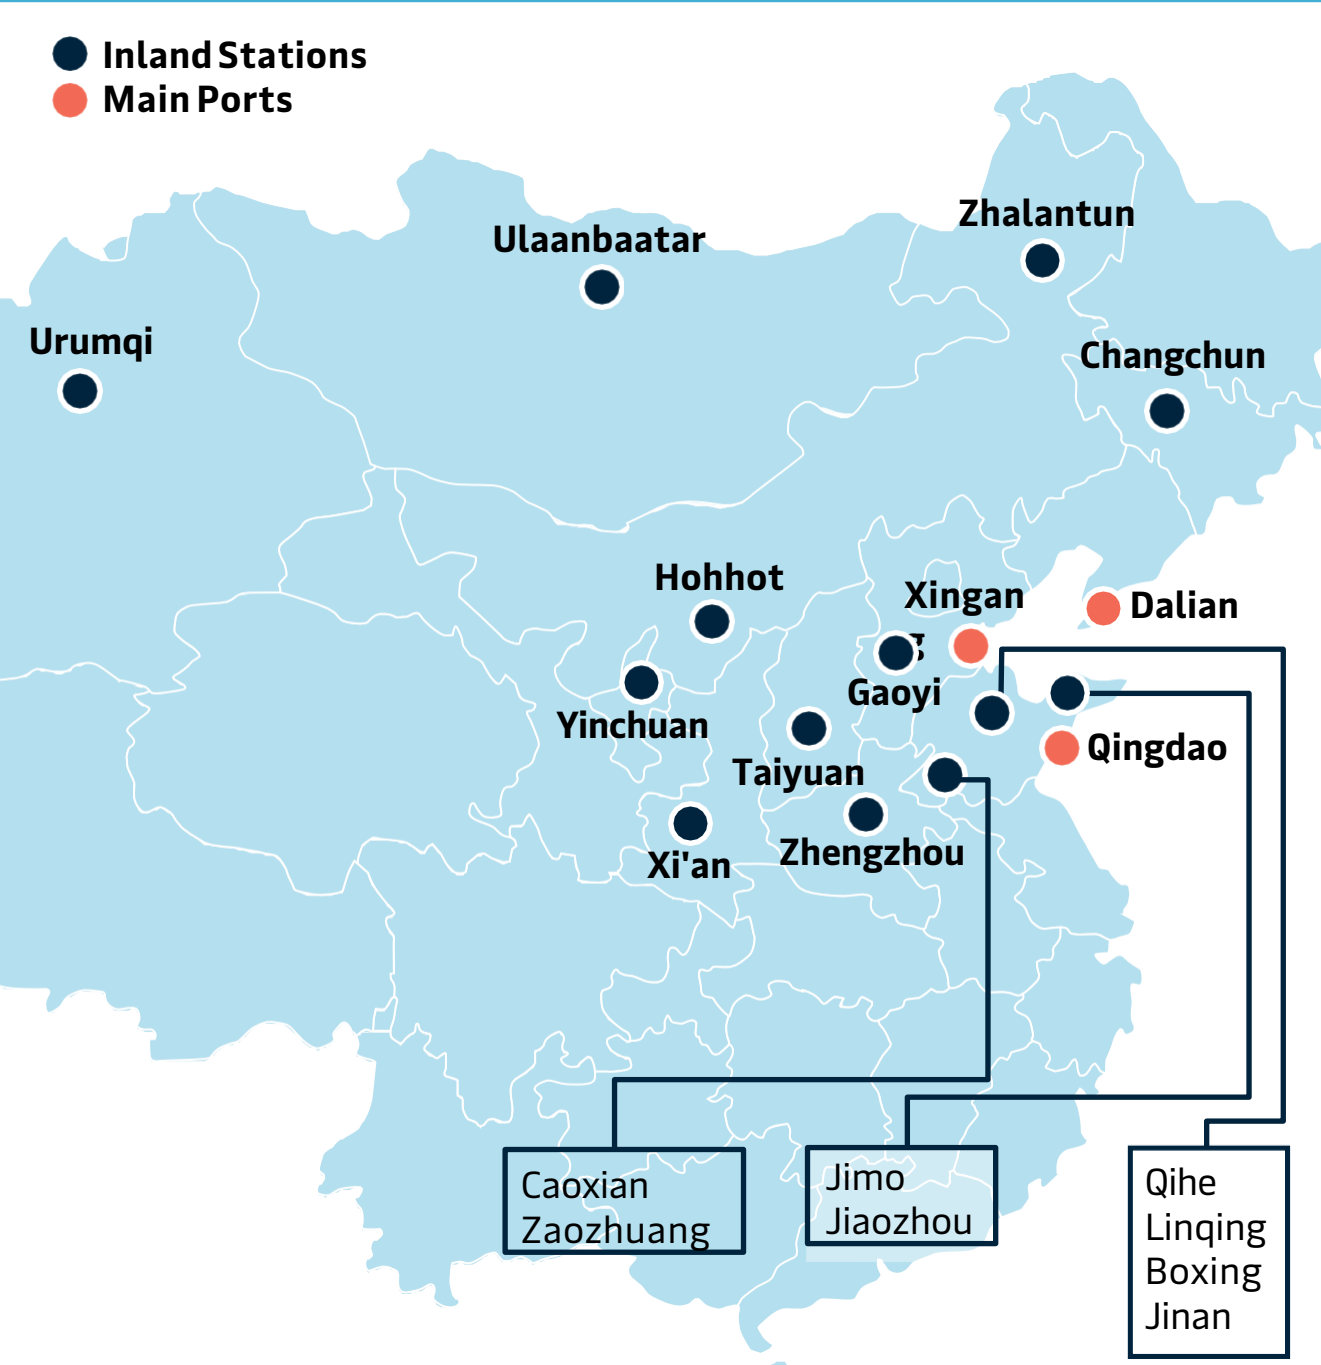 Inland Stations
Main Ports
Zhalantun
Ulaanbaatar
Urumqi
Changchun
Hohhot
Xingan
g
Dalian
Gaoyi
Yinchuan
Qingdao
Taiyuan
Zhengzhou
Xi'an
Caoxian
Zaozhuang
Jimo
Jiaozhou
Qihe
Linqing
Boxing
Jinan